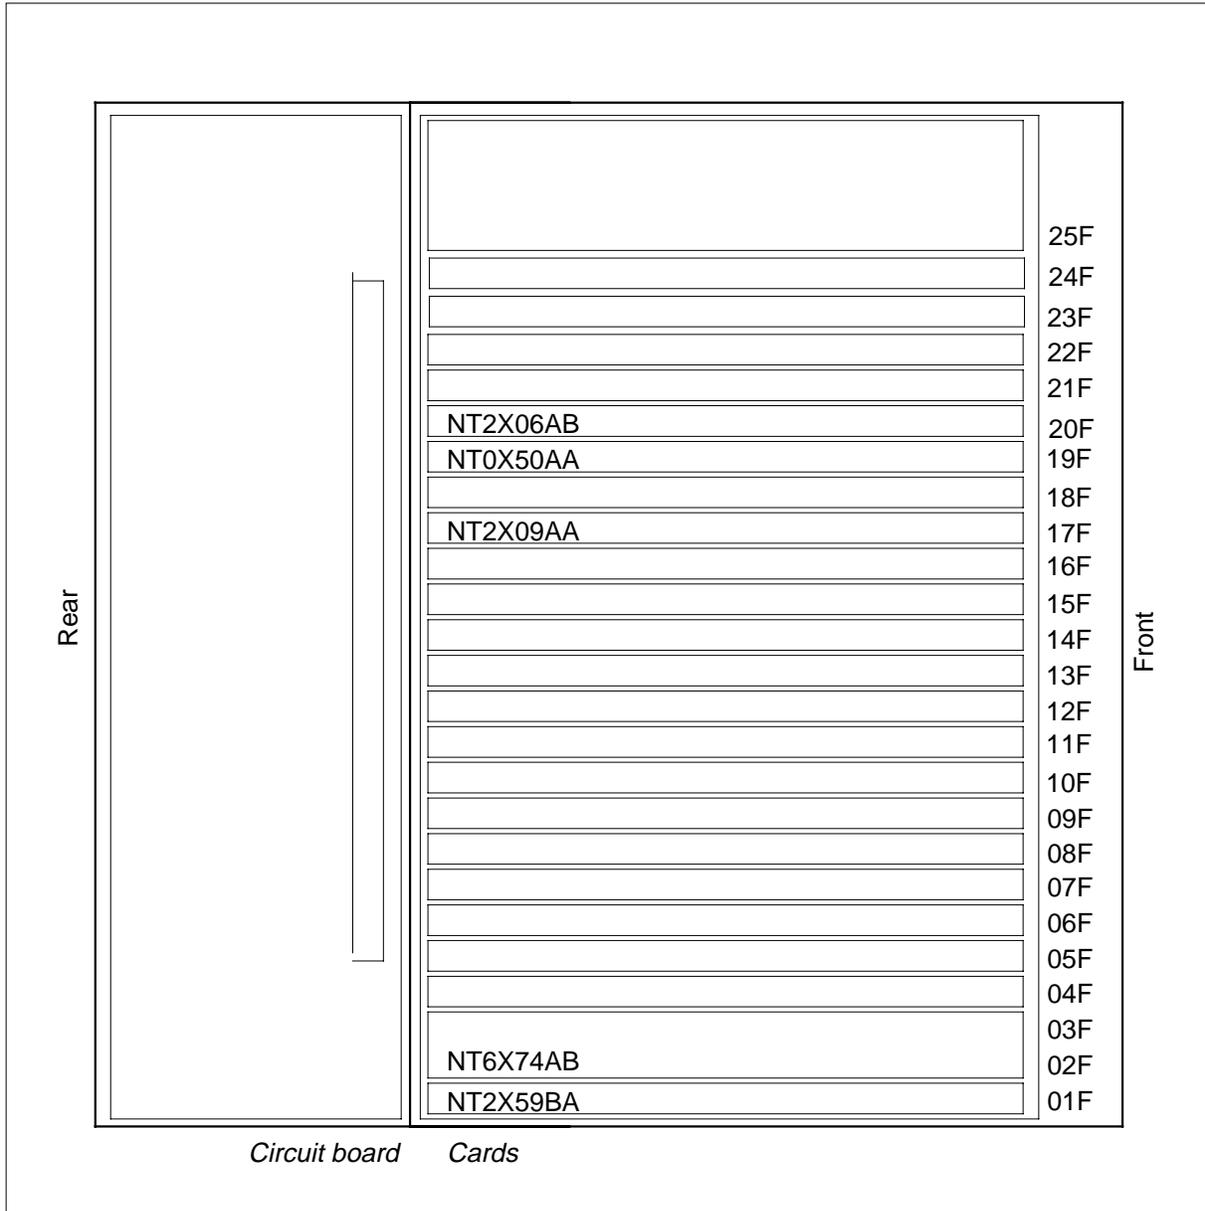 25F
24F
23F
22F
21F
NT2X06AB 20F
NT0X50AA 19F
18F
NT2X09AA 17F
16F
15F
Rear
14F
Front
13F
12F
11F
10F
09F
08F
07F
06F
05F
04F
03F
NT6X74AB 02F
NT2X59BA 01F
Circuit board Cards